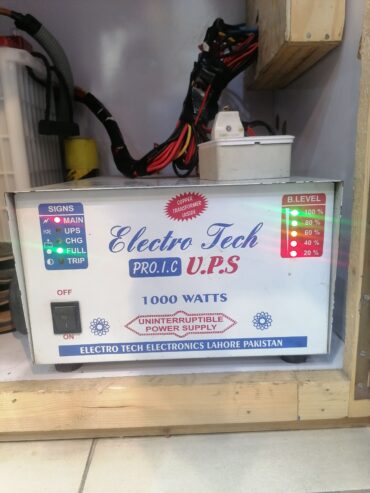 SIGNS
MAIN
UPS
CHG
FULL
TRIP
COPPER
TRANSFORMER
INSIDE
B.LEVEL
100 %
80 %
60 %
40 %
20 %
Electro Tech
PRO.I.C U.P.S
1000 WATTS
OFF
ON
UNINTERRUPTIBLE
POWER SUPPLY
ELECTRO TECH ELECTRONICS LAHORE PAKISTAN